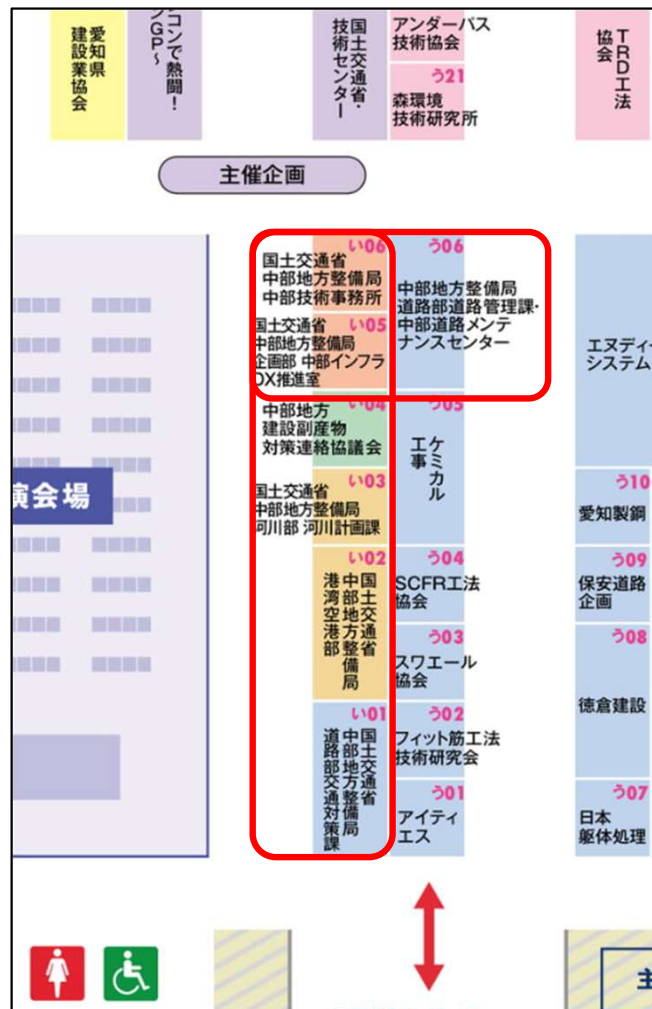 愛知県
建設業協会
コンで熱闘!
ンGP～
国土交通省・
技術センター
アンダーパス
技術協会
う21
森環境
技術研究所
TRD工法
協会
主催企画
い06
国土交通省
中部地方整備局
中部技術事務所
う06
中部地方整備局
道路部道路管理課・
中部道路メンテ
ナンスセンター
い05
国土交通省
中部地方整備局
企画部 中部インフラ
DX推進室
エヌディー
システム
い04
中部地方
建設副産物
対策連絡協議会
う05
ケミカル
工事
い03
国土交通省
中部地方整備局
河川部 河川計画課
演会場
う10
愛知製鋼
い02
国土交通省
中部地方整備局
港湾空港部
う04
SCFR工法
協会
う09
保安道路
企画
う03
スワエール
協会
う08
徳倉建設
い01
国土交通省
中部地方整備局
道路部交通対策課
う02
フィット筋工法
技術研究会
う01
アイティ
エス
う07
日本
躯体処理
主